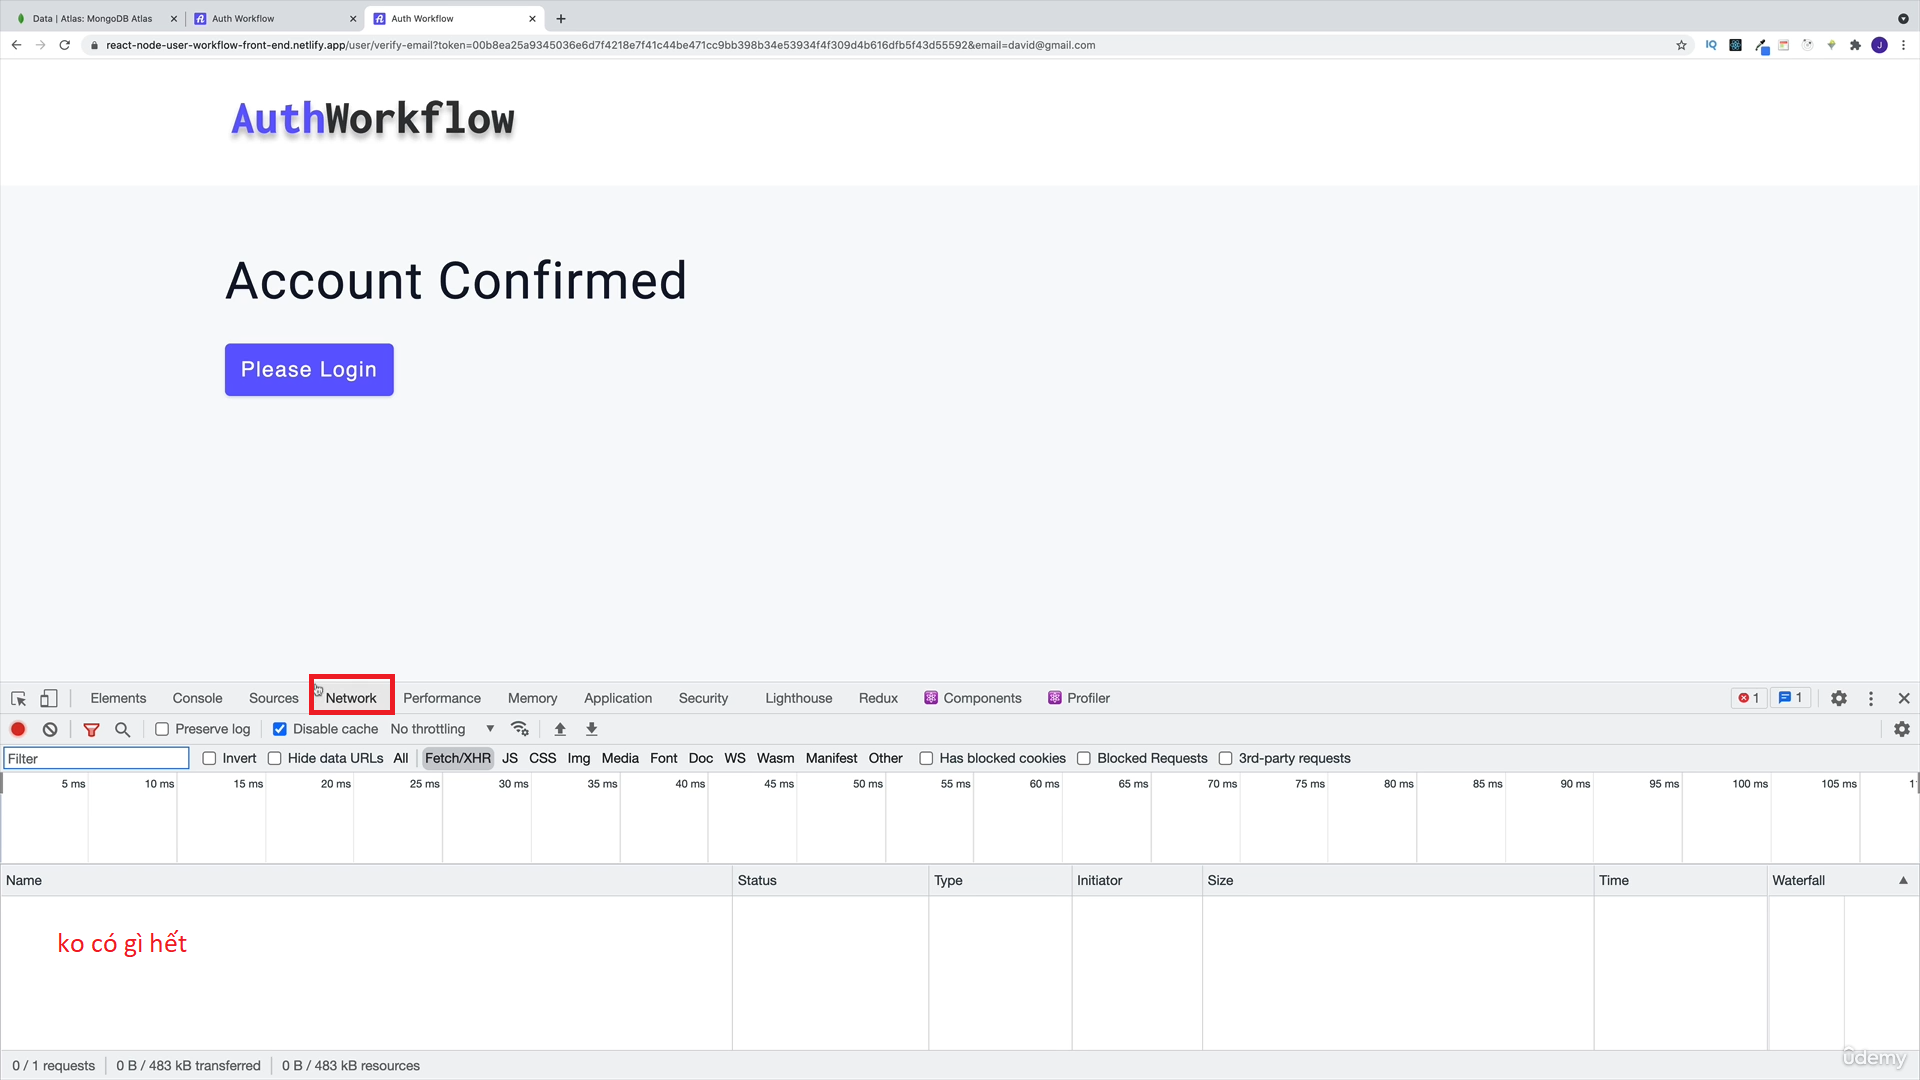 Data | Atlas: MongoDB Atlas
Auth Workflow
Auth Workflow
react-node-user-workflow-front-end.netlify.app/user/verify-email?token=00b8ea25a9345036e6d7f4218e7f41c44be471cc9bb398b34e53934f4f309d4b616dfb5f43d55592&email=david@gmail.com
IQ
J
AuthWorkflow
Account Confirmed
Please Login
Elements Console Sources Network Performance Memory Application Security Lighthouse Redux Components Profiler 1 1
Preserve log Disable cache No throttling
Filter Invert Hide data URLs All Fetch/XHR JS CSS Img Media Font Doc WS Wasm Manifest Other Has blocked cookies Blocked Requests 3rd-party requests
5 ms 10 ms 15 ms 20 ms 25 ms 30 ms 35 ms 40 ms 45 ms 50 ms 55 ms 60 ms 65 ms 70 ms 75 ms 80 ms 85 ms 90 ms 95 ms 100 ms 105 ms
Name Status Type Initiator Size Time Waterfall
ko có gì hết
0 / 1 requests 0 B / 483 kB transferred 0 B / 483 kB resources
ûdemy